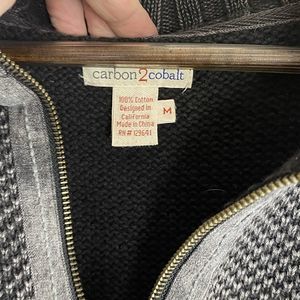 carbon2cobalt
100% Cotton
Designed in
California
Made in China
RN# 129641
M